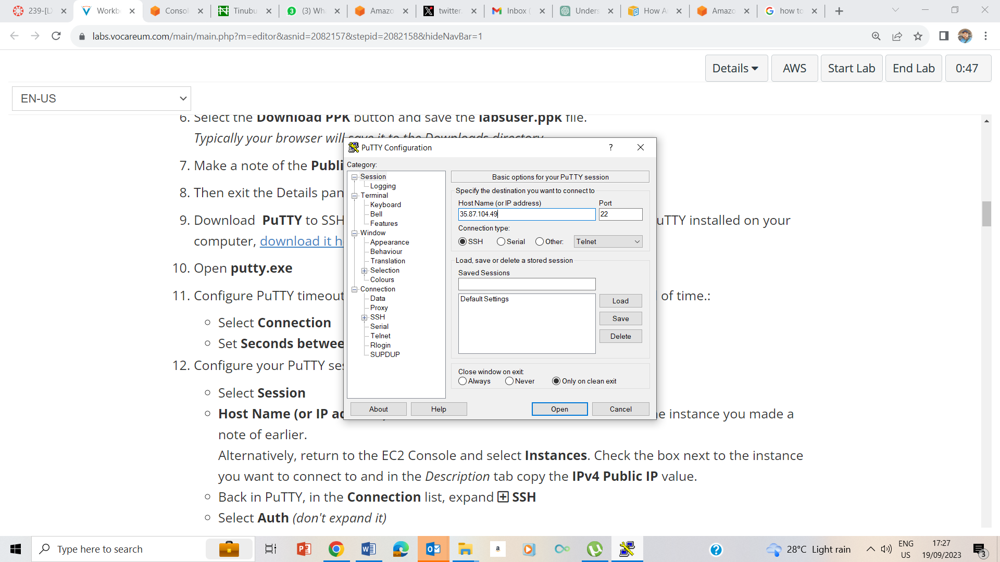 239-[LX
Workb
Consol
Tinubu
(3) Wh
Amazo
twitter.
Inbox (
Unders
How A
Amazo
how to
labs.vocareum.com/main/main.php?m=editor&asnid=2082157&stepid=2082158&hideNavBar=1
Details
AWS
Start Lab
End Lab
0:47
EN-US
6. Select the Download PPK button and save the labsuser.ppk file.
Typically your browser will save it to the Downloads directory.
7. Make a note of the Publi
8. Then exit the Details pan
9. Download PuTTY to SSH
uTTY installed on your
computer, download it h
10. Open putty.exe
11. Configure PuTTY timeout
of time.:
Select Connection
Set Seconds betwee
12. Configure your PuTTY ses
Select Session
Host Name (or IP ad
e instance you made a
note of earlier.
Alternatively, return to the EC2 Console and select Instances. Check the box next to the instance
you want to connect to and in the Description tab copy the IPv4 Public IP value.
Back in PuTTY, in the Connection list, expand SSH
Select Auth (don't expand it)
PuTTY Configuration
?
Category:
Session
Logging
Terminal
Keyboard
Bell
Features
Window
Appearance
Behaviour
Translation
Selection
Colours
Connection
Data
Proxy
SSH
Serial
Telnet
Rlogin
SUPDUP
Basic options for your PuTTY session
Specify the destination you want to connect to
Host Name (or IP address)
Port
35.87.104.49
22
Connection type:
SSH
Serial
Other:
Telnet
Load, save or delete a stored session
Saved Sessions
Default Settings
Load
Save
Delete
Close window on exit:
Always
Never
Only on clean exit
About
Help
Open
Cancel
Type here to search
28°C Light rain
ENG
US
17:27
19/09/2023
3